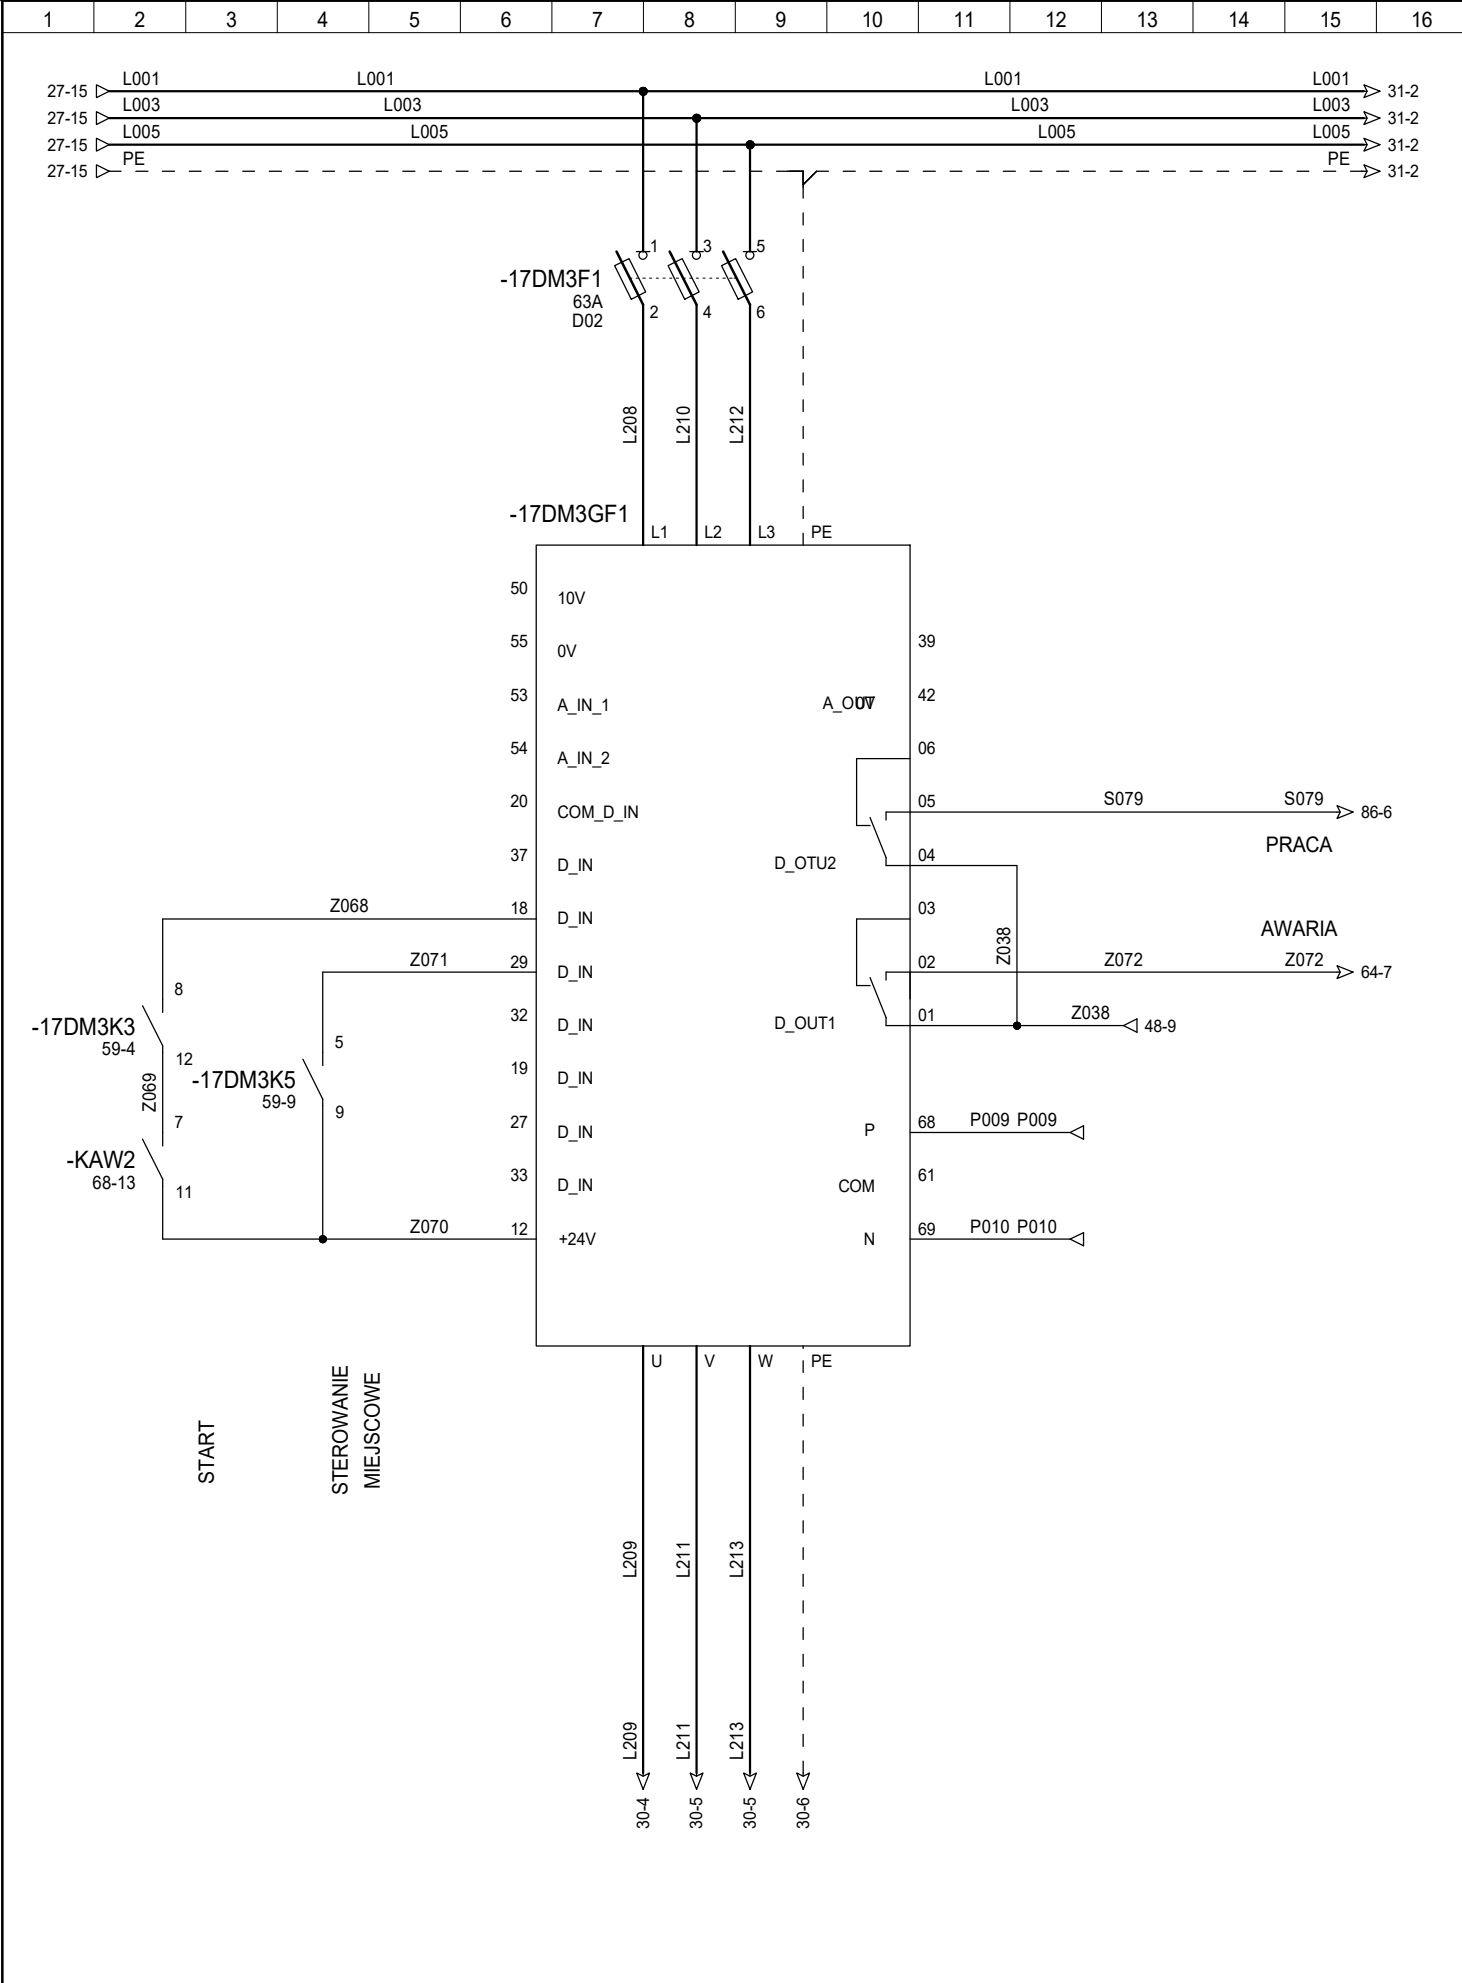 1 2 3 4 5 6 7 8 9 10 11 12 13 14 15 16
L001 L001 L001 L001
27-15 31-2
L003 L003 L003 L003
27-15 31-2
L005 L005 L005 L005
27-15 31-2
PE PE
27-15 31-2
1 3 5
-17DM3F1
63A
D02
2 4 6
L208 L210 L212
-17DM3GF1
L1 L2 L3 PE
50 10V
55 0V 39
53 A_IN_1 A_OUT 0V 42
54 A_IN_2 06
20 COM_D_IN 05 S079 S079 86-6
PRACA
37 D_IN D_OTU2 04
Z068 18 D_IN 03
Z038
AWARIA
Z071 29 D_IN 02 Z072 Z072 64-7
8
-17DM3K3
59-4
12
32 D_IN D_OUT1 01 Z038 48-9
5
-17DM3K5
59-9
9
Z069
19 D_IN
7
-KAW2
68-13
11
27 D_IN P 68 P009 P009
33 D_IN COM 61
Z070 12 +24V N 69 P010 P010
U V W PE
START
STEROWANIE
MIEJSCOWE
L209 L211 L213
L209 L211 L213
30-4 30-5 30-5 30-6